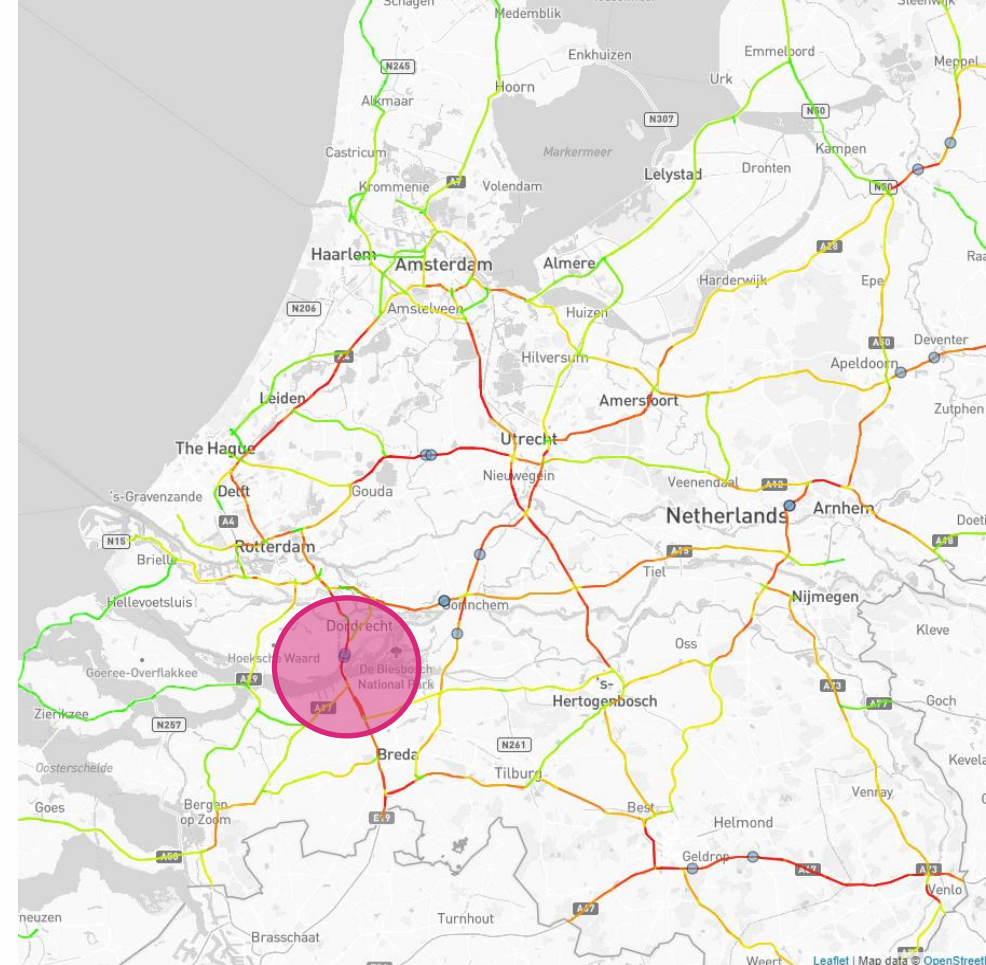 Schagen
Medemblik
Steenwijk
Enkhuizen
Emmeloord
Meppel
N245
Urk
Hoorn
Alkmaar
N50
N307
Castricum
Markermeer
Kampen
Dronten
Lelystad
Krommenie
A7
Volendam
N50
Haarlem
Amsterdam
Almere
A28
Harderwijk
Epe
N206
Amstelveen
Huizen
A4
Hilversum
A50
Deventer
Apeldoorn
Leiden
Amersfoort
Zutphen
The Hague
Utrecht
Nieuwegein
Veenendaal
A12
Delft
Gouda
's-Gravenzande
Netherlands
Arnhem
A4
N15
Rotterdam
A18
Brielle
A15
Tiel
Hellevoetsluis
Gorinchem
Nijmegen
Dordrecht
Kleve
Oss
Hoeksche Waard
De Biesbosch
National Park
Goeree-Overflakkee
A29
's-
Hertogenbosch
A73
A77
Goch
Zierikzee
A17
N257
N261
Breda
Oosterschelde
Tilburg
Goes
Bergen
op Zoom
E19
Best
Venray
Helmond
A58
Geldrop
A67
A73
Venlo
A67
Turnhout
Brasschaat
Weert
Leaflet | Map data © OpenStreet